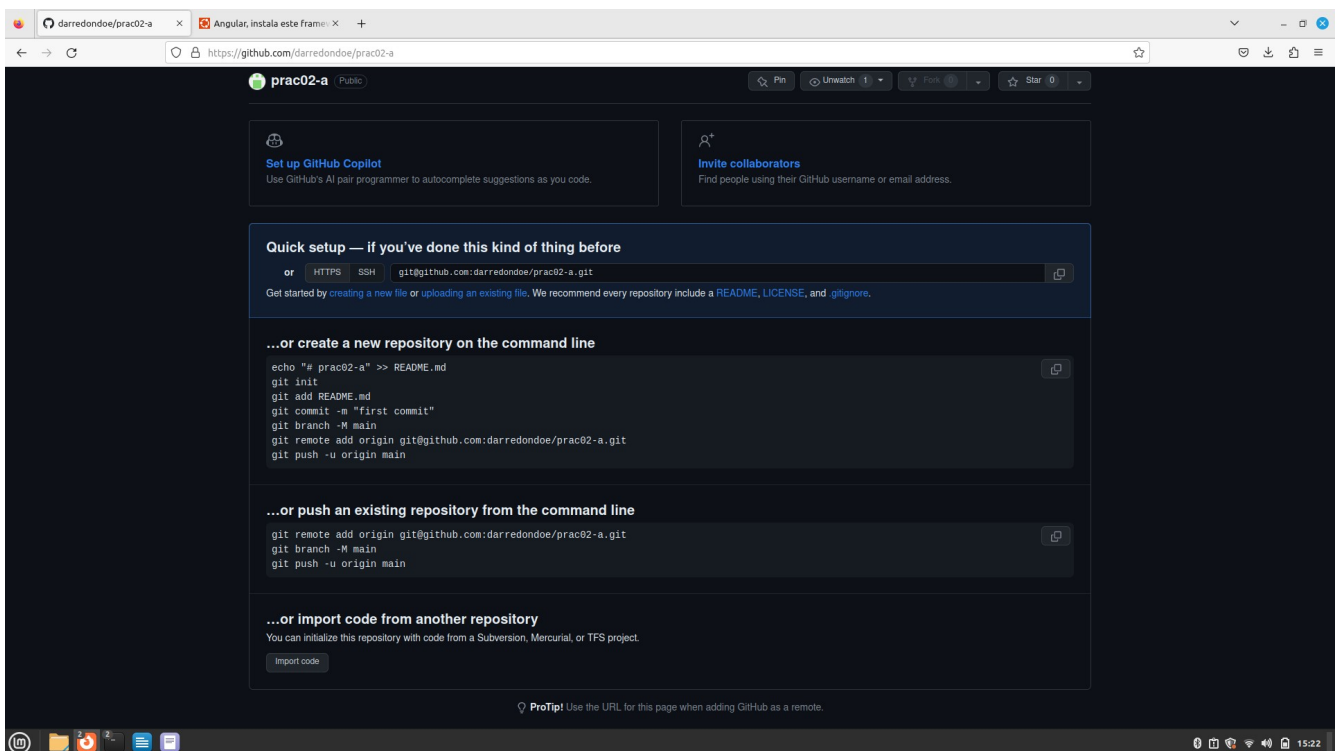 darredondoe/prac02-a
Angular, instala este framew
https://github.com/darredondoe/prac02-a
prac02-a Public
Pin Unwatch 1 Fork 0 Star 0
Set up GitHub Copilot
Use GitHub's AI pair programmer to autocomplete suggestions as you code.
Invite collaborators
Find people using their GitHub username or email address.
Quick setup — if you've done this kind of thing before
or HTTPS SSH git@github.com:darredondoe/prac02-a.git
Get started by creating a new file or uploading an existing file. We recommend every repository include a README, LICENSE, and .gitignore.
…or create a new repository on the command line
echo "# prac02-a" >> README.md
git init
git add README.md
git commit -m "first commit"
git branch -M main
git remote add origin git@github.com:darredondoe/prac02-a.git
git push -u origin main
…or push an existing repository from the command line
git remote add origin git@github.com:darredondoe/prac02-a.git
git branch -M main
git push -u origin main
…or import code from another repository
You can initialize this repository with code from a Subversion, Mercurial, or TFS project.
Import code
ProTip! Use the URL for this page when adding GitHub as a remote.
2 2
15:22